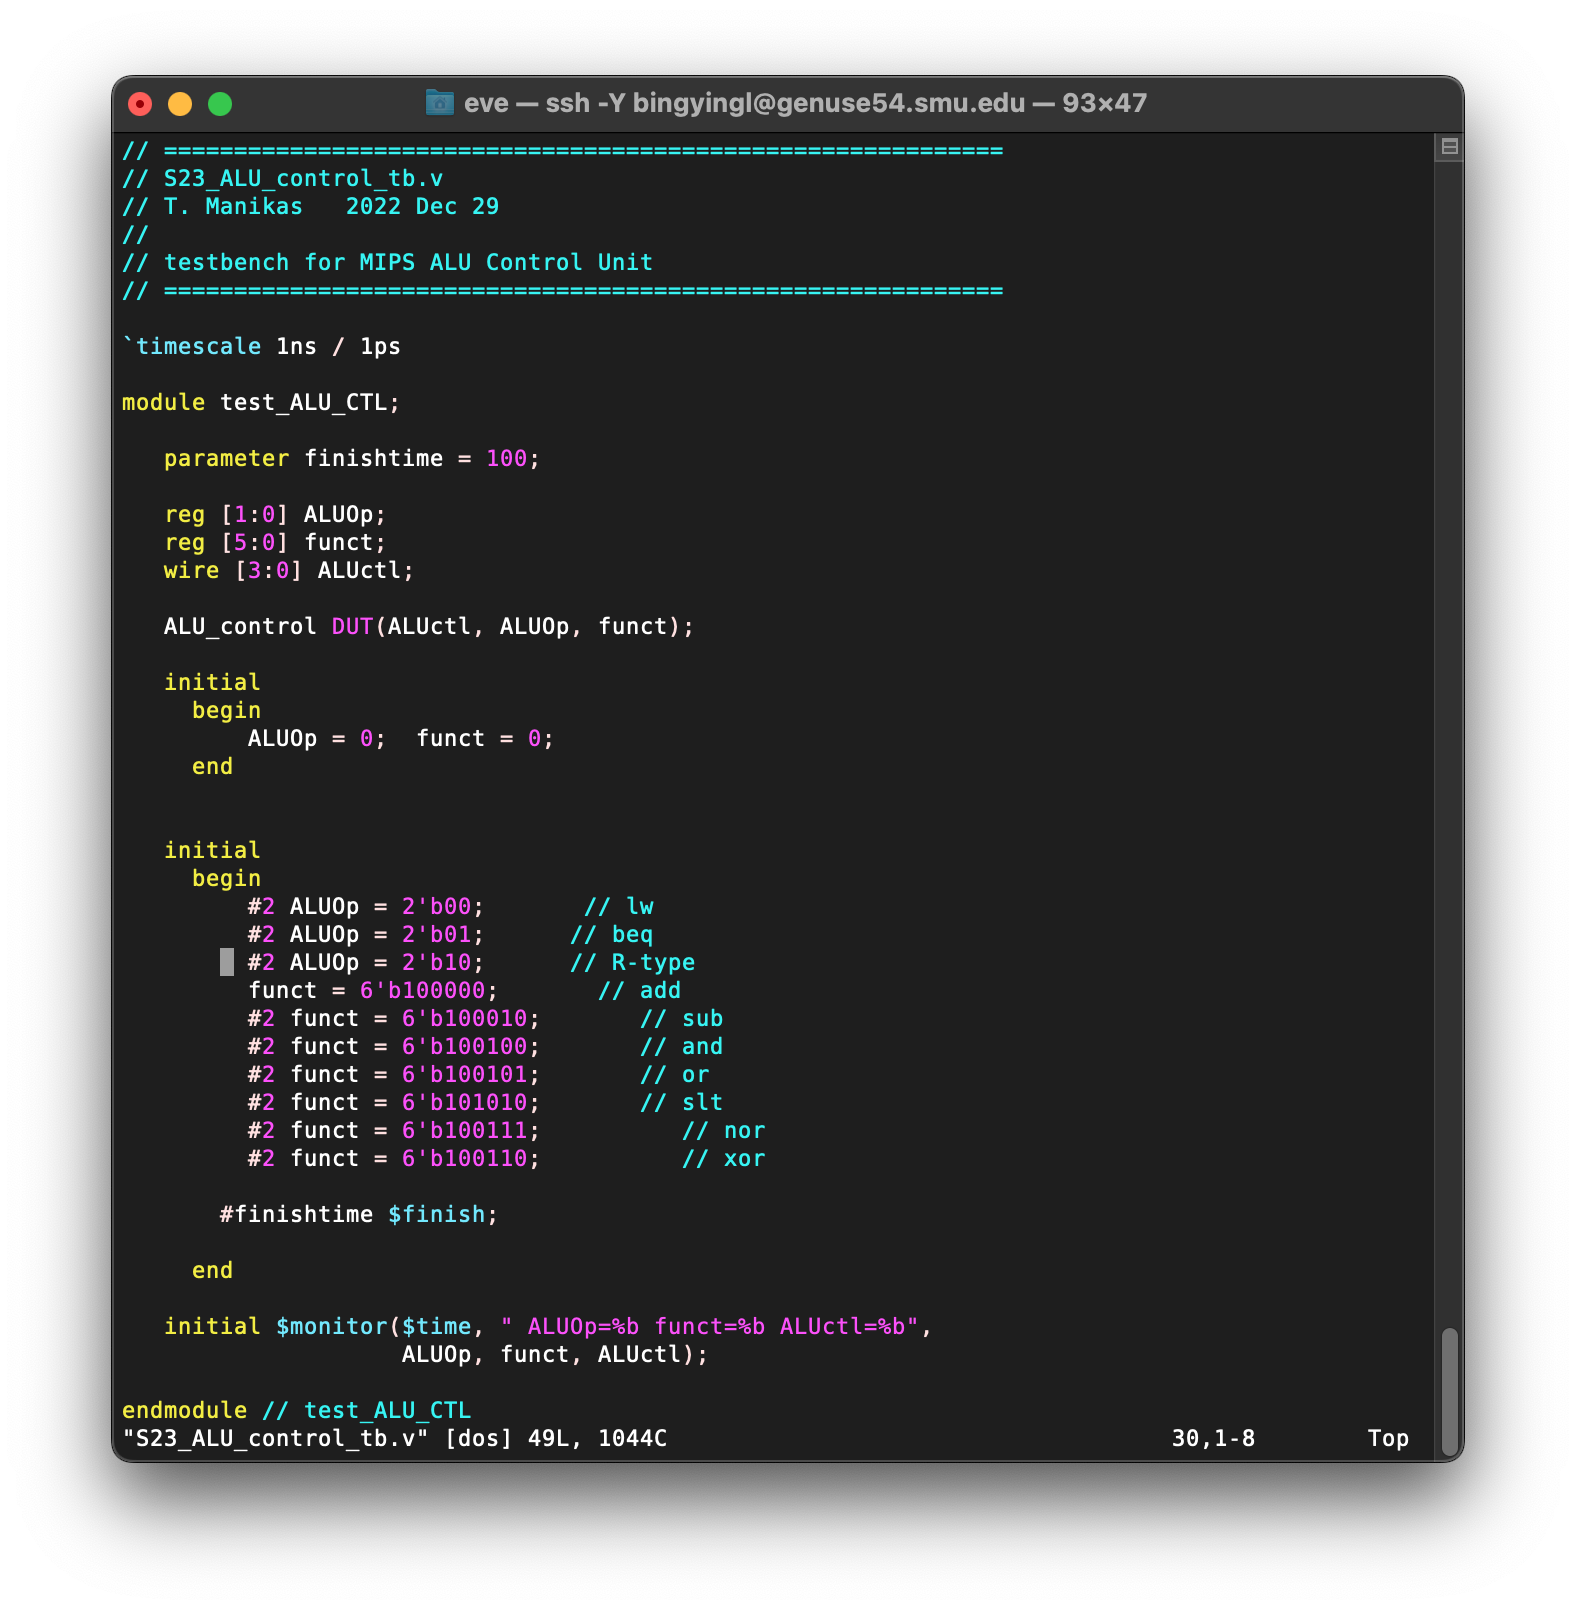 eve — ssh -Y bingyingl@genuse54.smu.edu — 93×47
// ============================================================
// S23_ALU_control_tb.v
// T. Manikas   2022 Dec 29
//
// testbench for MIPS ALU Control Unit
// ============================================================
`timescale 1ns / 1ps
module test_ALU_CTL;
   parameter finishtime = 100;
   reg [1:0] ALUOp;
   reg [5:0] funct;
   wire [3:0] ALUctl;
   ALU_control DUT(ALUctl, ALUOp, funct);
   initial
     begin
         ALUOp = 0;  funct = 0;
     end
   initial
     begin
         #2 ALUOp = 2'b00;       // lw
         #2 ALUOp = 2'b01;      // beq
         #2 ALUOp = 2'b10;      // R-type
         funct = 6'b100000;       // add
         #2 funct = 6'b100010;       // sub
         #2 funct = 6'b100100;       // and
         #2 funct = 6'b100101;       // or
         #2 funct = 6'b101010;       // slt
         #2 funct = 6'b100111;          // nor
         #2 funct = 6'b100110;          // xor
       #finishtime $finish;
     end
   initial $monitor($time, " ALUOp=%b funct=%b ALUctl=%b",
                    ALUOp, funct, ALUctl);
endmodule // test_ALU_CTL
"S23_ALU_control_tb.v" [dos] 49L, 1044C                                    30,1-8        Top